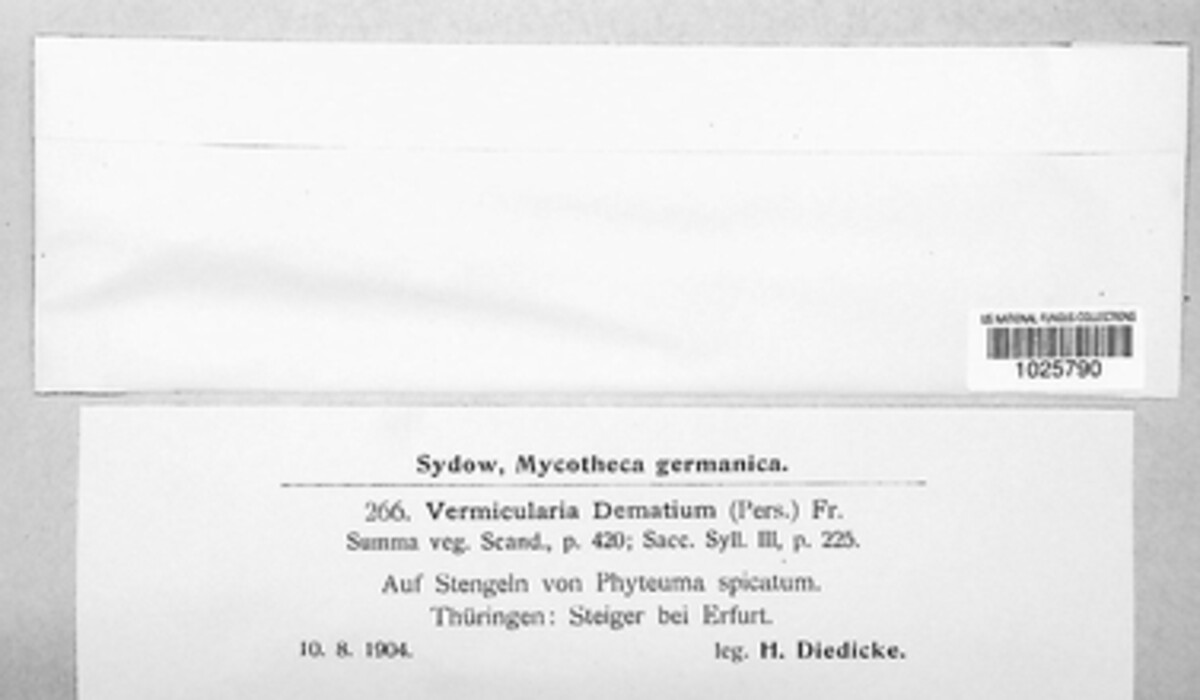 US NATIONAL FUNGUS COLLECTIONS
1025790
Sydow, Mycotheca germanica.
266. Vermicularia Dematium (Pers.) Fr.
Summa veg. Scand., p. 420; Sacc. Syll. III, p. 225.
Auf Stengeln von Phyteuma spicatum.
Thüringen: Steiger bei Erfurt.
10. 8. 1904. leg. H. Diedicke.